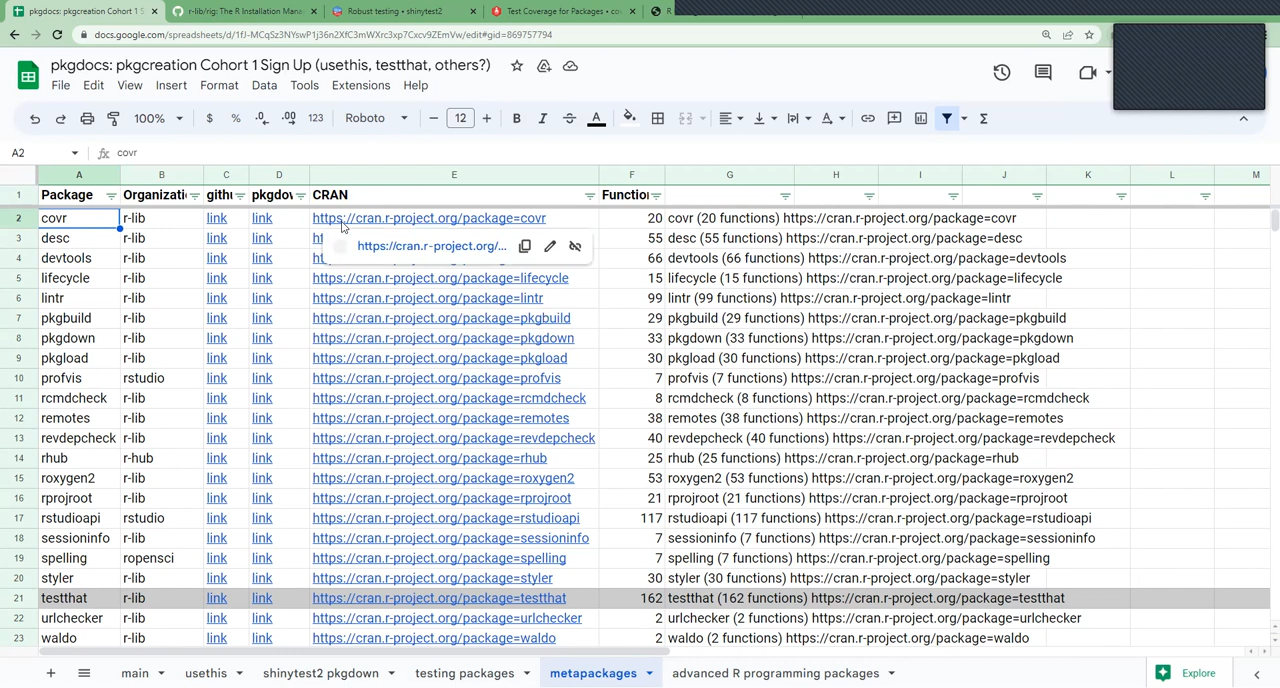 pkgdocs: pkgcreation Cohort 1 S
r-lib/rig: The R Installation Mana
Robust testing • shinytest2
Test Coverage for Packages • co
R
docs.google.com/spreadsheets/d/1fJ-MCqSz3NYswP1j36n2XfC3mWXrc3xp7Cxcv9ZEmVw/edit#gid=869757794
pkgdocs: pkgcreation Cohort 1 Sign Up (usethis, testthat, others?)
File Edit View Insert Format Data Tools Extensions Help
100% $ % .0 .00 123 Roboto 12 B I S A
A2 fx covr
A B C D E F G H I J K L M
1 Package Organizati githu pkgdov CRAN Function
2 covr r-lib link link https://cran.r-project.org/package=covr 20 covr (20 functions) https://cran.r-project.org/package=covr
3 desc r-lib link link ht https://cran.r-project.org/... 55 desc (55 functions) https://cran.r-project.org/package=desc
4 devtools r-lib link link 66 devtools (66 functions) https://cran.r-project.org/package=devtools
5 lifecycle r-lib link link https://cran.r-project.org/package=lifecycle 15 lifecycle (15 functions) https://cran.r-project.org/package=lifecycle
6 lintr r-lib link link https://cran.r-project.org/package=lintr 99 lintr (99 functions) https://cran.r-project.org/package=lintr
7 pkgbuild r-lib link link https://cran.r-project.org/package=pkgbuild 29 pkgbuild (29 functions) https://cran.r-project.org/package=pkgbuild
8 pkgdown r-lib link link https://cran.r-project.org/package=pkgdown 33 pkgdown (33 functions) https://cran.r-project.org/package=pkgdown
9 pkgload r-lib link link https://cran.r-project.org/package=pkgload 30 pkgload (30 functions) https://cran.r-project.org/package=pkgload
10 profvis rstudio link link https://cran.r-project.org/package=profvis 7 profvis (7 functions) https://cran.r-project.org/package=profvis
11 rcmdcheck r-lib link link https://cran.r-project.org/package=rcmdcheck 8 rcmdcheck (8 functions) https://cran.r-project.org/package=rcmdcheck
12 remotes r-lib link link https://cran.r-project.org/package=remotes 38 remotes (38 functions) https://cran.r-project.org/package=remotes
13 revdepcheck r-lib link link https://cran.r-project.org/package=revdepcheck 40 revdepcheck (40 functions) https://cran.r-project.org/package=revdepcheck
14 rhub r-hub link link https://cran.r-project.org/package=rhub 25 rhub (25 functions) https://cran.r-project.org/package=rhub
15 roxygen2 r-lib link link https://cran.r-project.org/package=roxygen2 53 roxygen2 (53 functions) https://cran.r-project.org/package=roxygen2
16 rprojroot r-lib link link https://cran.r-project.org/package=rprojroot 21 rprojroot (21 functions) https://cran.r-project.org/package=rprojroot
17 rstudioapi rstudio link link https://cran.r-project.org/package=rstudioapi 117 rstudioapi (117 functions) https://cran.r-project.org/package=rstudioapi
18 sessioninfo r-lib link link https://cran.r-project.org/package=sessioninfo 7 sessioninfo (7 functions) https://cran.r-project.org/package=sessioninfo
19 spelling ropensci link link https://cran.r-project.org/package=spelling 7 spelling (7 functions) https://cran.r-project.org/package=spelling
20 styler r-lib link link https://cran.r-project.org/package=styler 30 styler (30 functions) https://cran.r-project.org/package=styler
21 testthat r-lib link link https://cran.r-project.org/package=testthat 162 testthat (162 functions) https://cran.r-project.org/package=testthat
22 urlchecker r-lib link link https://cran.r-project.org/package=urlchecker 2 urlchecker (2 functions) https://cran.r-project.org/package=urlchecker
23 waldo r-lib link link https://cran.r-project.org/package=waldo 2 waldo (2 functions) https://cran.r-project.org/package=waldo
main usethis shinytest2 pkgdown testing packages metapackages advanced R programming packages Explore